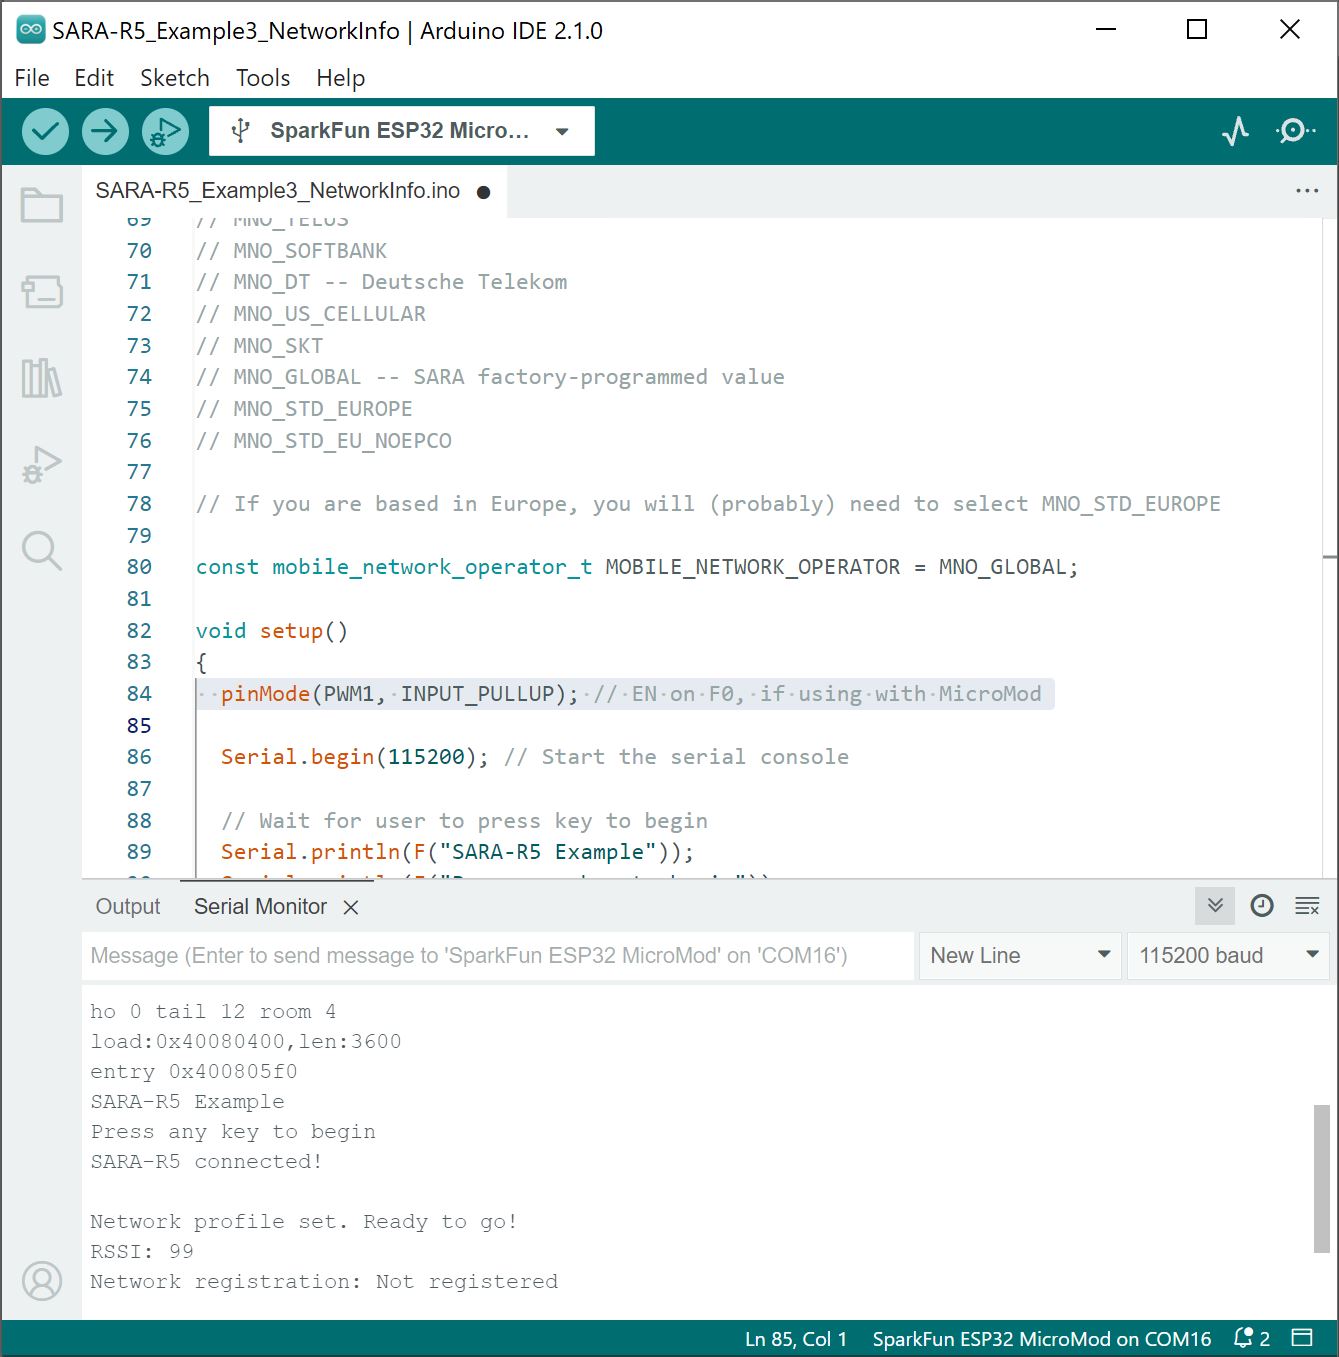 SARA-R5_Example3_NetworkInfo | Arduino IDE 2.1.0
File Edit Sketch Tools Help
SparkFun ESP32 Micro...
SARA-R5_Example3_NetworkInfo.ino
69 // MNO_TELUS
70 // MNO_SOFTBANK
71 // MNO_DT -- Deutsche Telekom
72 // MNO_US_CELLULAR
73 // MNO_SKT
74 // MNO_GLOBAL -- SARA factory-programmed value
75 // MNO_STD_EUROPE
76 // MNO_STD_EU_NOEPCO
77
78 // If you are based in Europe, you will (probably) need to select MNO_STD_EUROPE
79
80 const mobile_network_operator_t MOBILE_NETWORK_OPERATOR = MNO_GLOBAL;
81
82 void setup()
83 {
84 pinMode(PWM1, INPUT_PULLUP); // EN on F0, if using with MicroMod
85
86 Serial.begin(115200); // Start the serial console
87
88 // Wait for user to press key to begin
89 Serial.println(F("SARA-R5 Example"));
Output Serial Monitor
Message (Enter to send message to 'SparkFun ESP32 MicroMod' on 'COM16') New Line 115200 baud
ho 0 tail 12 room 4
load:0x40080400,len:3600
entry 0x400805f0
SARA-R5 Example
Press any key to begin
SARA-R5 connected!
Network profile set. Ready to go!
RSSI: 99
Network registration: Not registered
Ln 85, Col 1 SparkFun ESP32 MicroMod on COM16 2